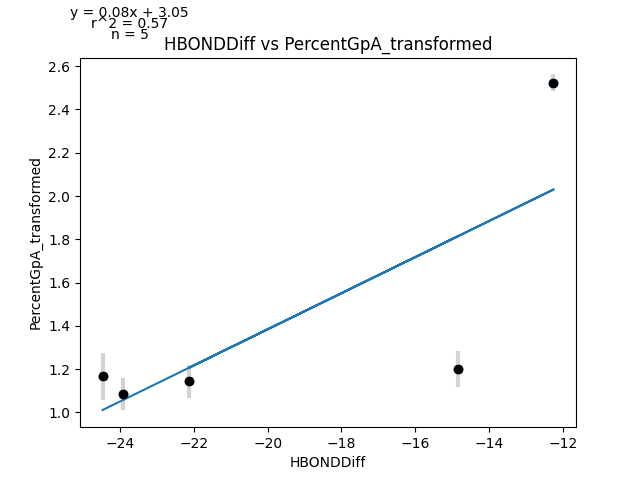 y = 0.08x + 3.05
r^2 = 0.57
n = 5
HBONDDiff vs PercentGpA_transformed
2.6
2.4
2.2
2.0
1.8
1.6
1.4
1.2
1.0
PercentGpA_transformed
−24 −22 −20 −18 −16 −14 −12
HBONDDiff